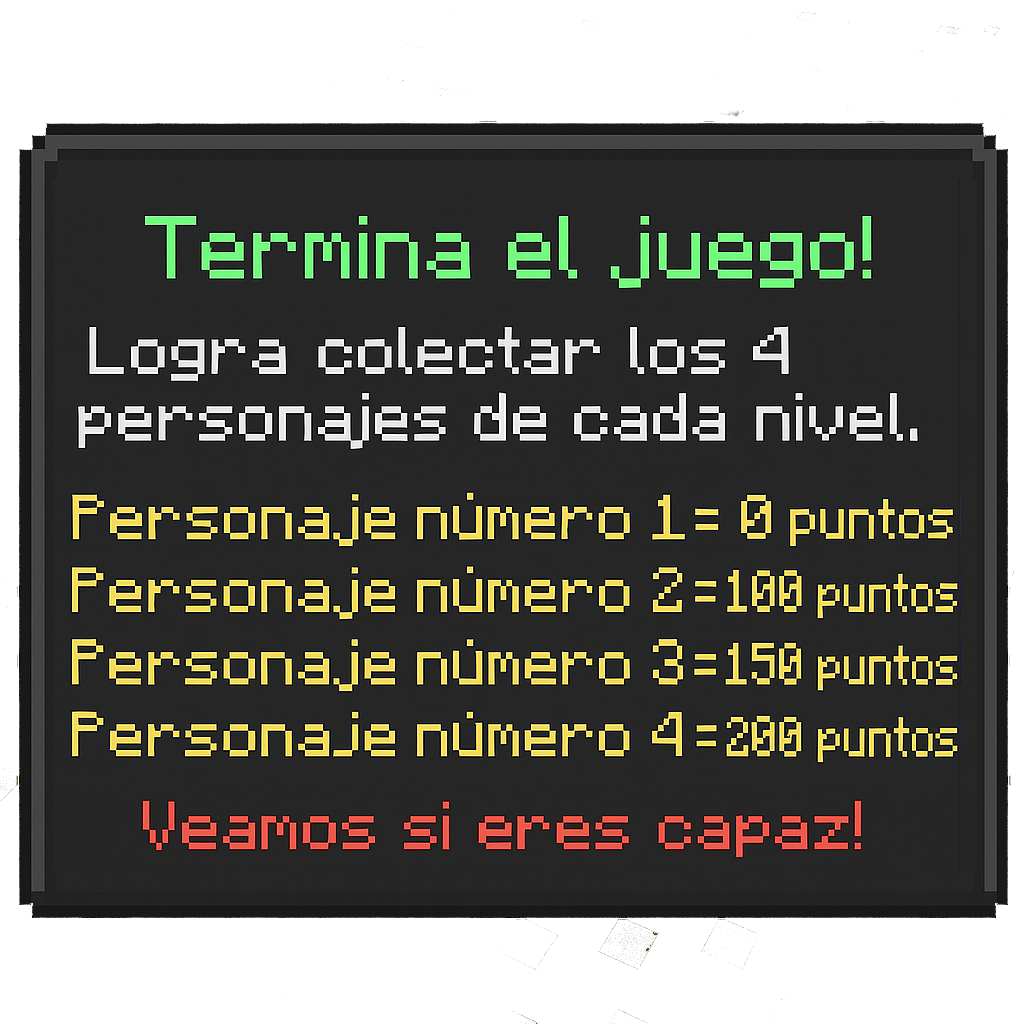 Termina el juego!
Logra colectar los 4
personajes de cada nivel.
Personaje número 1= 0 puntos
Personaje número 2=100 puntos
Personaje número 3=150 puntos
Personaje número 4=200 puntos
Veamos si eres capaz!